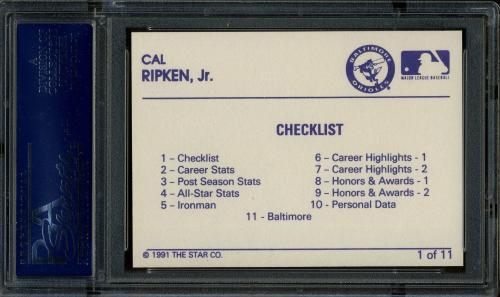 CAL
RIPKEN, Jr.
BALTIMORE
ORIOLES
MAJOR LEAGUE BASEBALL
CHECKLIST
1 – Checklist
2 – Career Stats
3 – Post Season Stats
4 – All-Star Stats
5 – Ironman
6 – Career Highlights - 1
7 – Career Highlights - 2
8 – Honors & Awards - 1
9 – Honors & Awards - 2
10 – Personal Data
11 - Baltimore
© 1991 THE STAR CO.
1 of 11
PSA